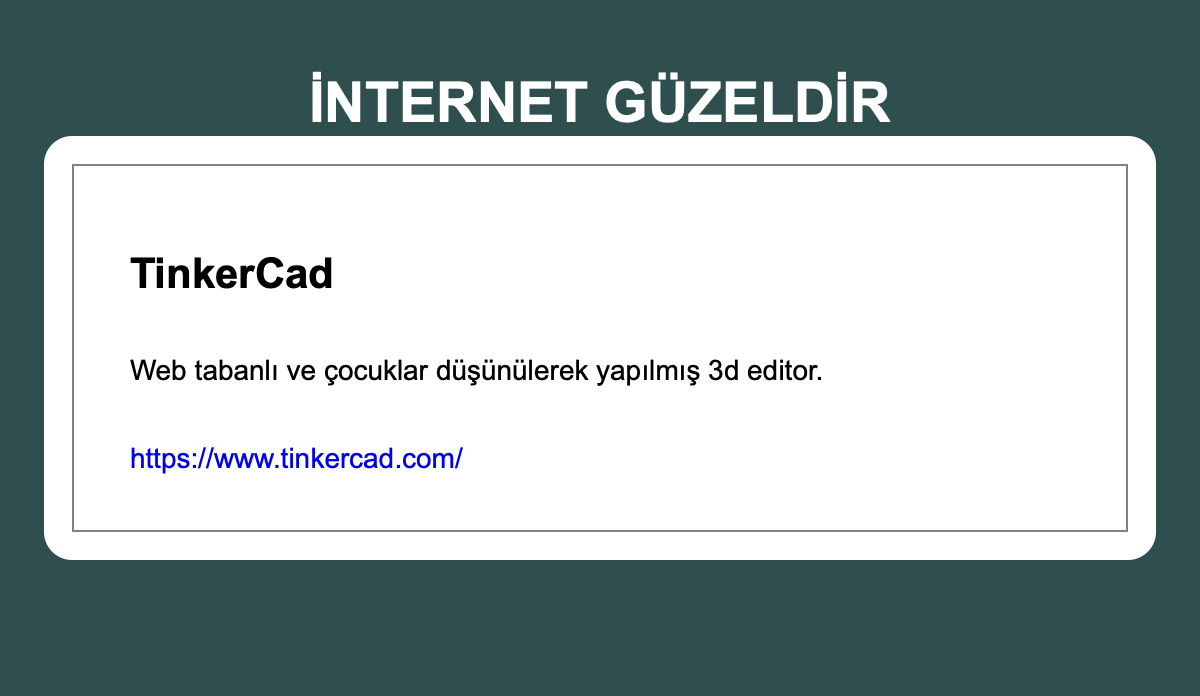 İNTERNET GÜZELDİR
TinkerCad
Web tabanlı ve çocuklar düşünülerek yapılmış 3d editor.
https://www.tinkercad.com/